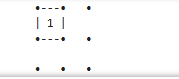 •---•   •
| 1 |
•---•   •

•   •   •